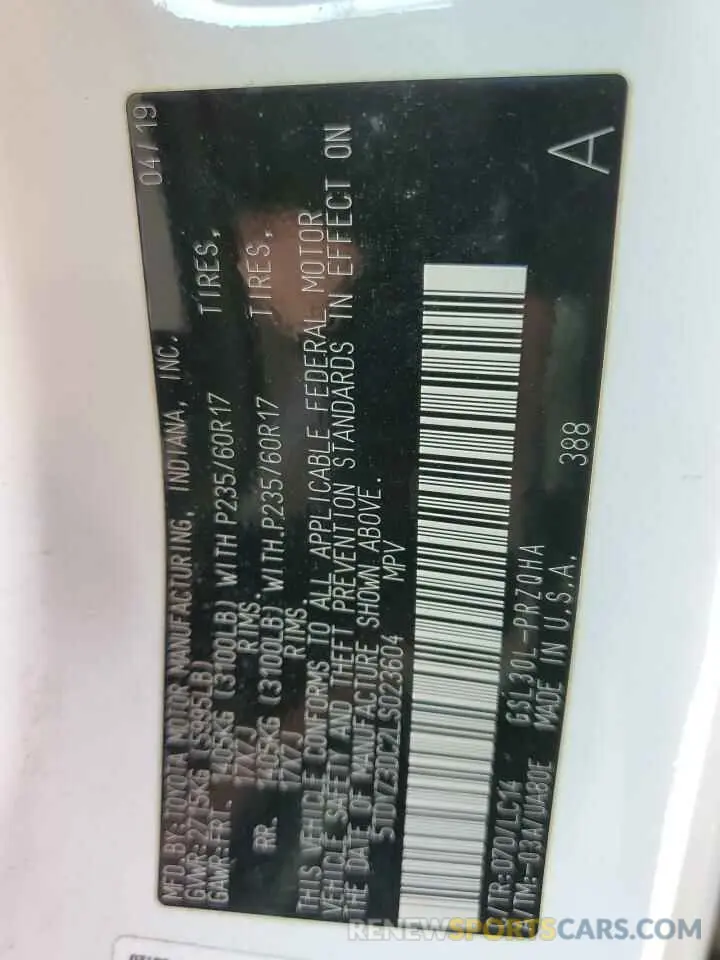 MFD.BY:TOYOTA MOTOR MANUFACTURING, INDIANA, INC. 04/19
GVWR:2715KG (5995LB)
GAWR:FRT. 1405KG (3100LB) WITH P235/60R17 TIRES,
17X7J RIMS.
RR. 1405KG (3100LB) WITH.P235/60R17 TIRES,
17X7J RIMS.
THIS VEHICLE CONFORMS TO ALL APPLICABLE FEDERAL MOTOR
VEHICLE SAFETY AND THEFT PREVENTION STANDARDS IN EFFECT ON
THE DATE OF MANUFACTURE SHOWN ABOVE.
5TDYZ3DC2LS023604 MPV
/TR:070/LC14 GSL30L-PRZQHA 388 A
/TM:-03A/UA80E MADE IN U.S.A.
RENEWSPORTSCARS.COM